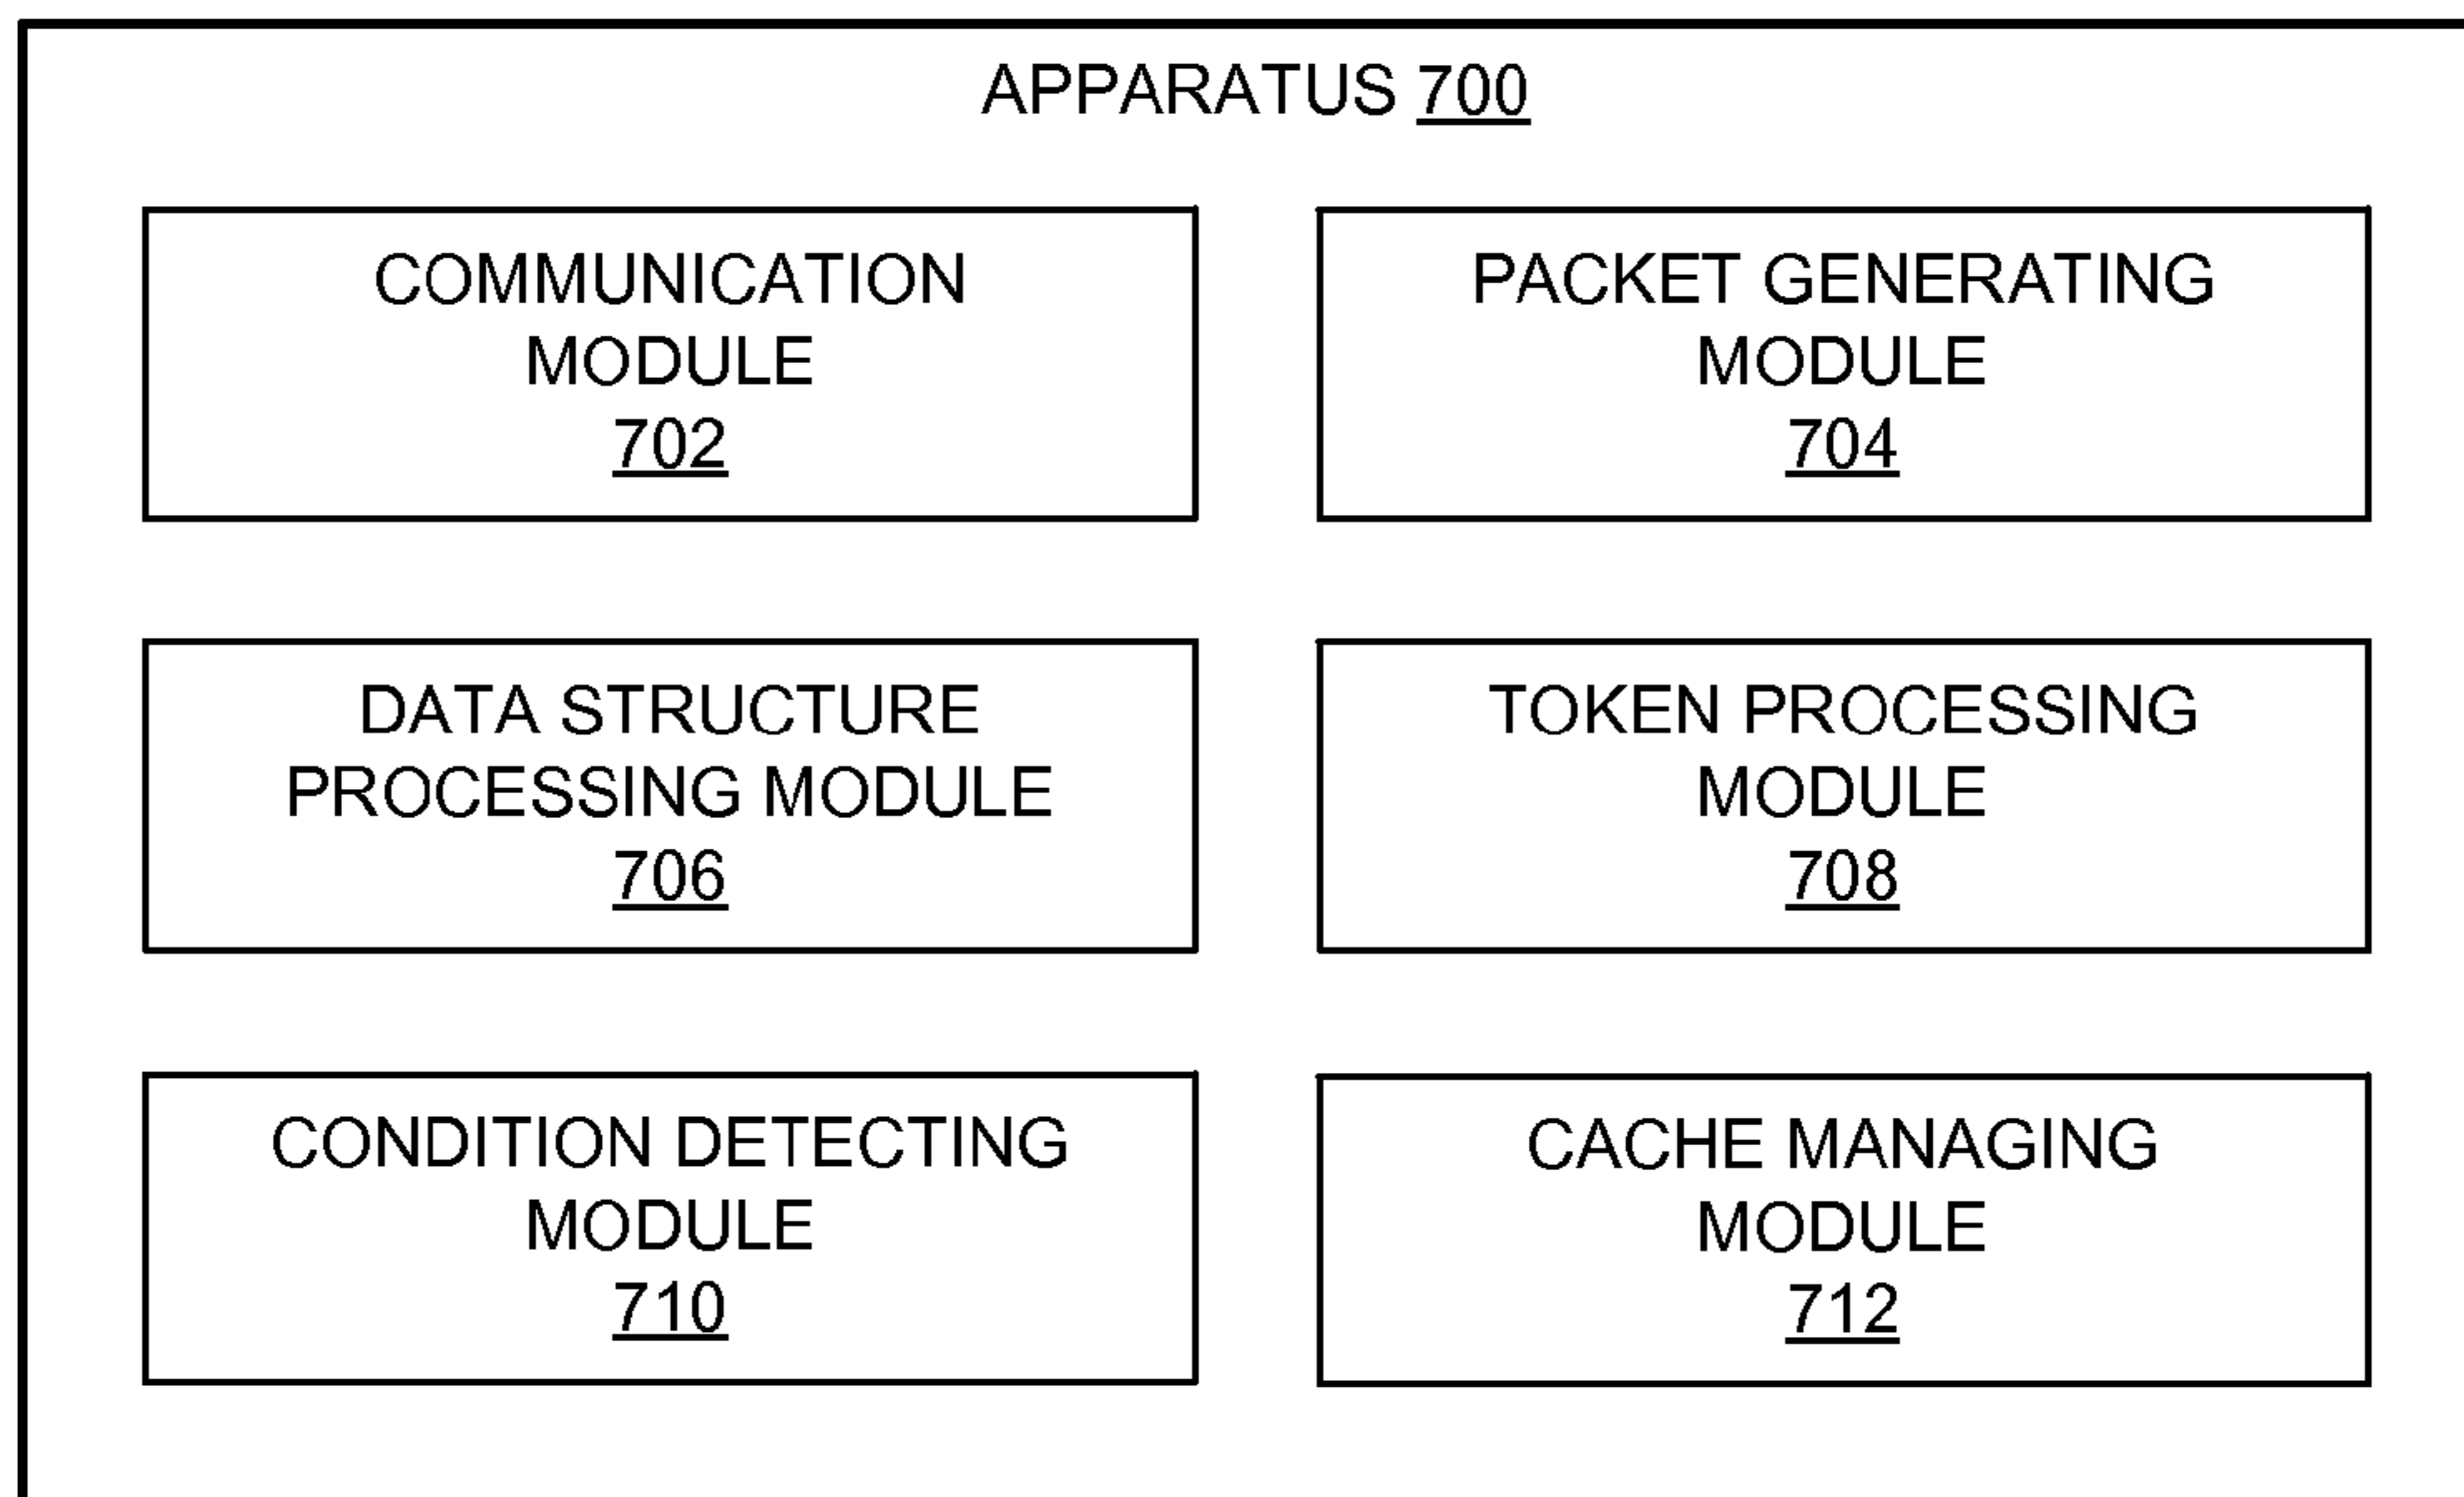 APPARATUS 700
COMMUNICATION
MODULE
702
PACKET GENERATING
MODULE
704
DATA STRUCTURE
PROCESSING MODULE
706
TOKEN PROCESSING
MODULE
708
CONDITION DETECTING
MODULE
710
CACHE MANAGING
MODULE
712